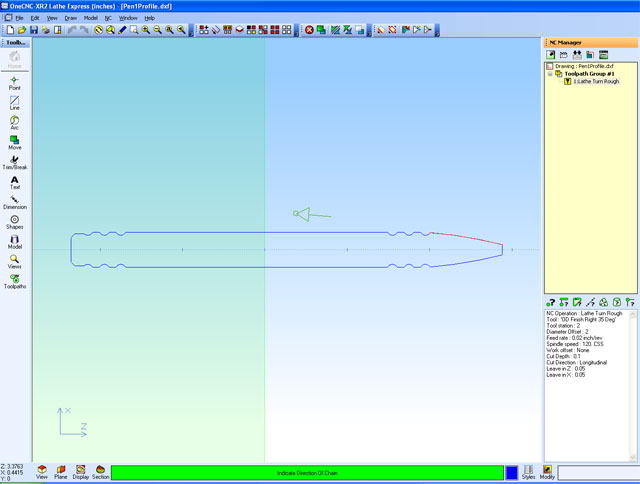 OneCNC-XR2 Lathe Express (inches) - [Pen1Profile.dxf]
File Edit View Draw Model NC Window Help
Toolb...
Home
Point
Line
Arc
Move
Trim/Break
Text
Dimension
Shapes
Model
Views
Toolpaths
X
Z
NC Manager
Drawing : Pen1Profile.dxf
Toolpath Group #1
1:Lathe Turn Rough
NC Operation : Lathe Turn Rough
Tool : 'OD Finish Right 35 Deg'
Tool station : 2
Diameter Offset : 2
Feed rate : 0.02 inch/rev
Spindle speed : 120. CSS
Work offset : None
Cut Depth : 0.1
Cut Direction : Longitudinal
Leave in Z : 0.05
Leave in X : 0.05
Z: 3.3763
X: 0.4415
Y: 0
View
Plane
Display
Section
Indicate Direction Of Chain
Styles
Modify